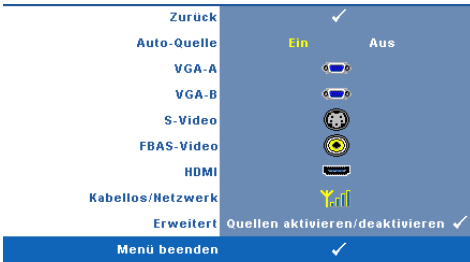 Zurück
Auto-Quelle Ein Aus
VGA-A
VGA-B
S-Video
FBAS-Video
HDMI
Kabellos/Netzwerk
Erweitert Quellen aktivieren/deaktivieren
Menü beenden